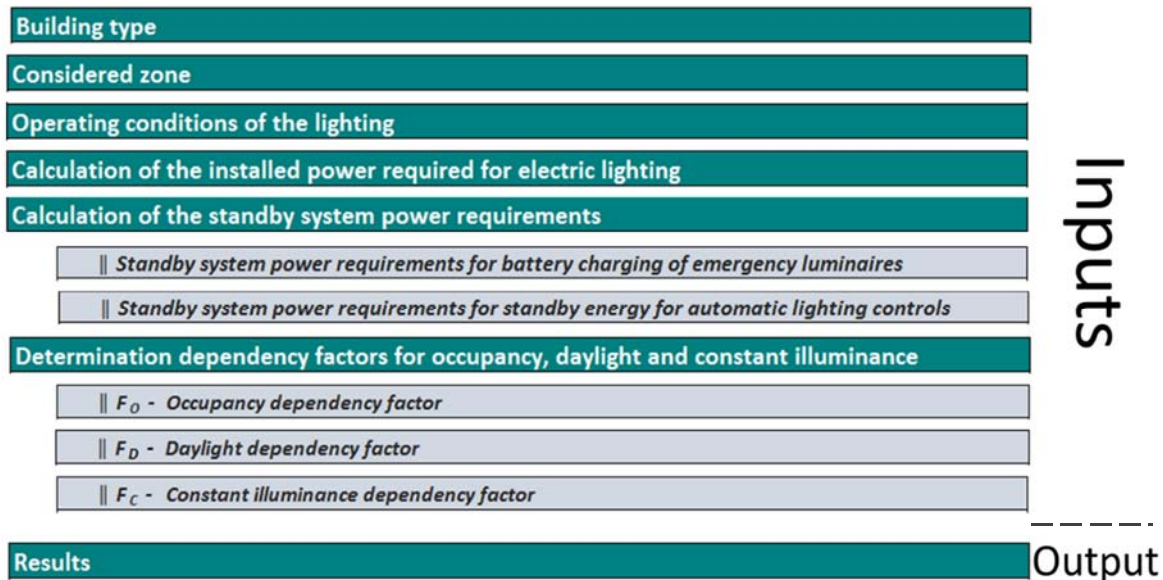 Building type
Considered zone
Operating conditions of the lighting
Calculation of the installed power required for electric lighting
Calculation of the standby system power requirements
|| Standby system power requirements for battery charging of emergency luminaires
|| Standby system power requirements for standby energy for automatic lighting controls
Determination dependency factors for occupancy, daylight and constant illuminance
|| F_O - Occupancy dependency factor
|| F_D - Daylight dependency factor
|| F_C - Constant illuminance dependency factor
Inputs
Results
Output